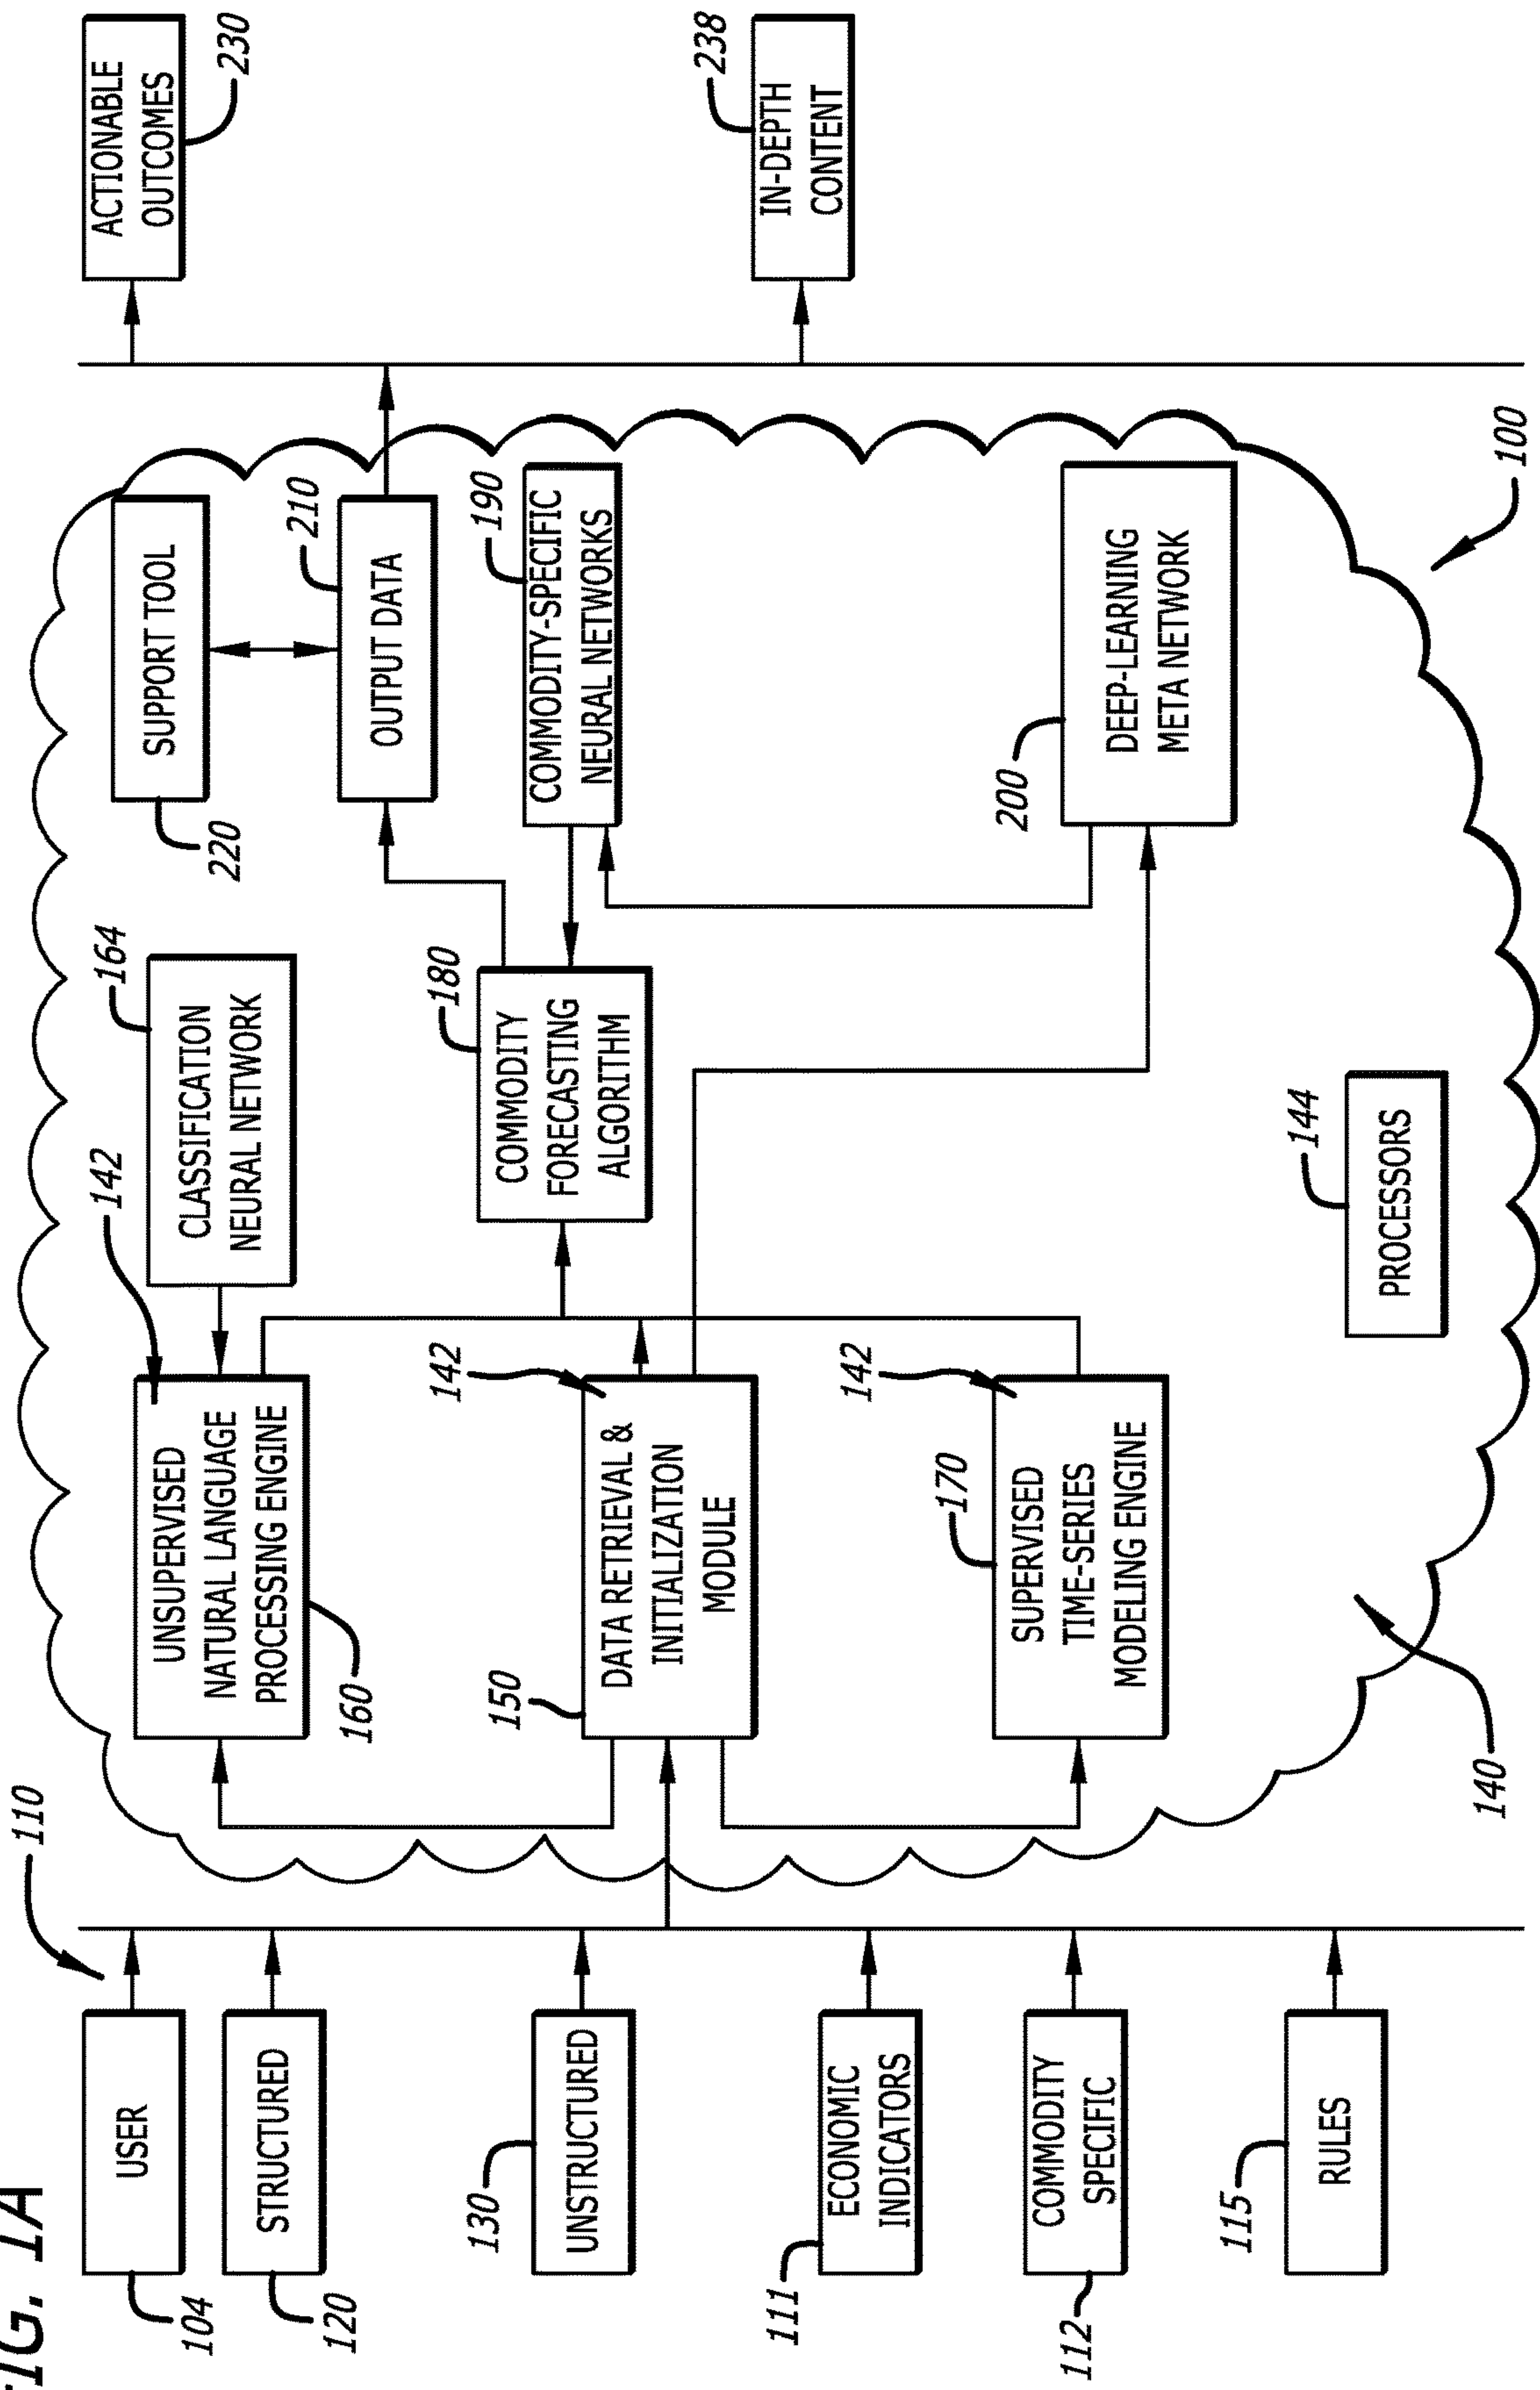 FIG. 1A
110
USER
104
STRUCTURED
120
UNSTRUCTURED
130
ECONOMIC
INDICATORS
111
COMMODITY
SPECIFIC
112
RULES
115
UNSUPERVISED
NATURAL LANGUAGE
PROCESSING ENGINE
160
142
CLASSIFICATION
NEURAL NETWORK
164
DATA RETRIEVAL &
INITIALIZATION
MODULE
150
142
SUPERVISED
TIME-SERIES
MODELING ENGINE
170
142
COMMODITY
FORECASTING
ALGORITHM
180
SUPPORT TOOL
220
OUTPUT DATA
210
COMMODITY-SPECIFIC
NEURAL NETWORKS
190
DEEP-LEARNING
META NETWORK
200
PROCESSORS
144
140
100
ACTIONABLE
OUTCOMES
230
IN-DEPTH
CONTENT
238